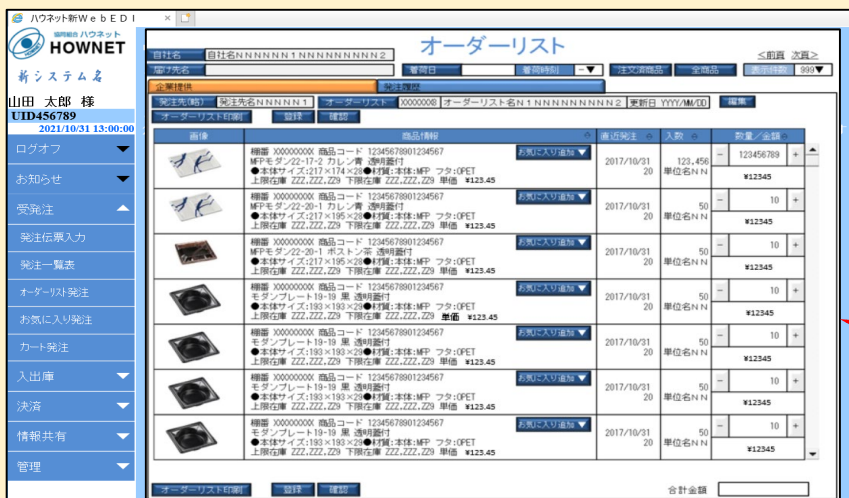 ハウネット新WebEDI ×
協同組合 ハウネット
HOWNET
新システム名
山田 太郎 様
UID456789
2021/10/31 13:00:00
ログオフ
お知らせ
受発注
発注伝票入力
発注一覧表
オーダーリスト発注
お気に入り発注
カート発注
入出庫
決済
情報共有
管理
オーダーリスト
自社名 自社名NNNNNN1NNNNNNNNN2 ≤前頁 次頁≥
届け先名 着荷日 着荷時刻 -▼ 注文済商品 全商品 表示件数 999▼
企業提供 発注履歴
発注先(略) 発注先名NNNNN1 オーダーリスト XXXXXXX8 オーダーリスト名N1NNNNNNNNNN2 更新日 YYYY/MM/DD 編集
オーダーリスト印刷 登録 確認
画像 商品情報 直近発注 入数 数量/金額
棚番 XXXXXXXXX 商品コード 12345678901234567 お気に入り追加 ▼
MFPモダン22-17-2 カレン青 透明蓋付 2017/10/31 123,456 － 123456789 +
●本体サイズ:217×174×28●材質:本体:MFP フタ:OPET 20 単位名NN
上限在庫 ZZZ,ZZZ,ZZ9 下限在庫 ZZZ,ZZZ,ZZ9 単価 ¥123.45 ¥12345
棚番 XXXXXXXXX 商品コード 12345678901234567 お気に入り追加 ▼
MFPモダン22-20-1 カレン青 透明蓋付 2017/10/31 50 － 10 +
●本体サイズ:217×195×28●材質:本体:MFP フタ:OPET 20 単位名NN
上限在庫 ZZZ,ZZZ,ZZ9 下限在庫 ZZZ,ZZZ,ZZ9 単価 ¥123.45 ¥12345
棚番 XXXXXXXXX 商品コード 12345678901234567 お気に入り追加 ▼
MFPモダン22-20-1 ボストン茶 透明蓋付 2017/10/31 50 － 10 +
●本体サイズ:217×195×28●材質:本体:MFP フタ:OPET 20 単位名NN
上限在庫 ZZZ,ZZZ,ZZ9 下限在庫 ZZZ,ZZZ,ZZ9 単価 ¥123.45 ¥12345
棚番 XXXXXXXXX 商品コード 12345678901234567 お気に入り追加 ▼
モダンプレート19-19 黒 透明蓋付 2017/10/31 50 － 10 +
●本体サイズ:193×193×29●材質:本体:MFP フタ:OPET 20 単位名NN
上限在庫 ZZZ,ZZZ,ZZ9 下限在庫 ZZZ,ZZZ,ZZ9 単価 ¥123.45 ¥12345
棚番 XXXXXXXXX 商品コード 12345678901234567 お気に入り追加 ▼
モダンプレート19-19 黒 透明蓋付 2017/10/31 50 － 10 +
●本体サイズ:193×193×29●材質:本体:MFP フタ:OPET 20 単位名NN
上限在庫 ZZZ,ZZZ,ZZ9 下限在庫 ZZZ,ZZZ,ZZ9 単価 ¥123.45 ¥12345
棚番 XXXXXXXXX 商品コード 12345678901234567 お気に入り追加 ▼
モダンプレート19-19 黒 透明蓋付 2017/10/31 50 － 10 +
●本体サイズ:193×193×29●材質:本体:MFP フタ:OPET 20 単位名NN
上限在庫 ZZZ,ZZZ,ZZ9 下限在庫 ZZZ,ZZZ,ZZ9 単価 ¥123.45 ¥12345
棚番 XXXXXXXXX 商品コード 12345678901234567 お気に入り追加 ▼
モダンプレート19-19 黒 透明蓋付 2017/10/31 50 － 10 +
●本体サイズ:193×193×29●材質:本体:MFP フタ:OPET 20 単位名NN
上限在庫 ZZZ,ZZZ,ZZ9 下限在庫 ZZZ,ZZZ,ZZ9 単価 ¥123.45 ¥12345
オーダーリスト印刷 登録 確認 合計金額